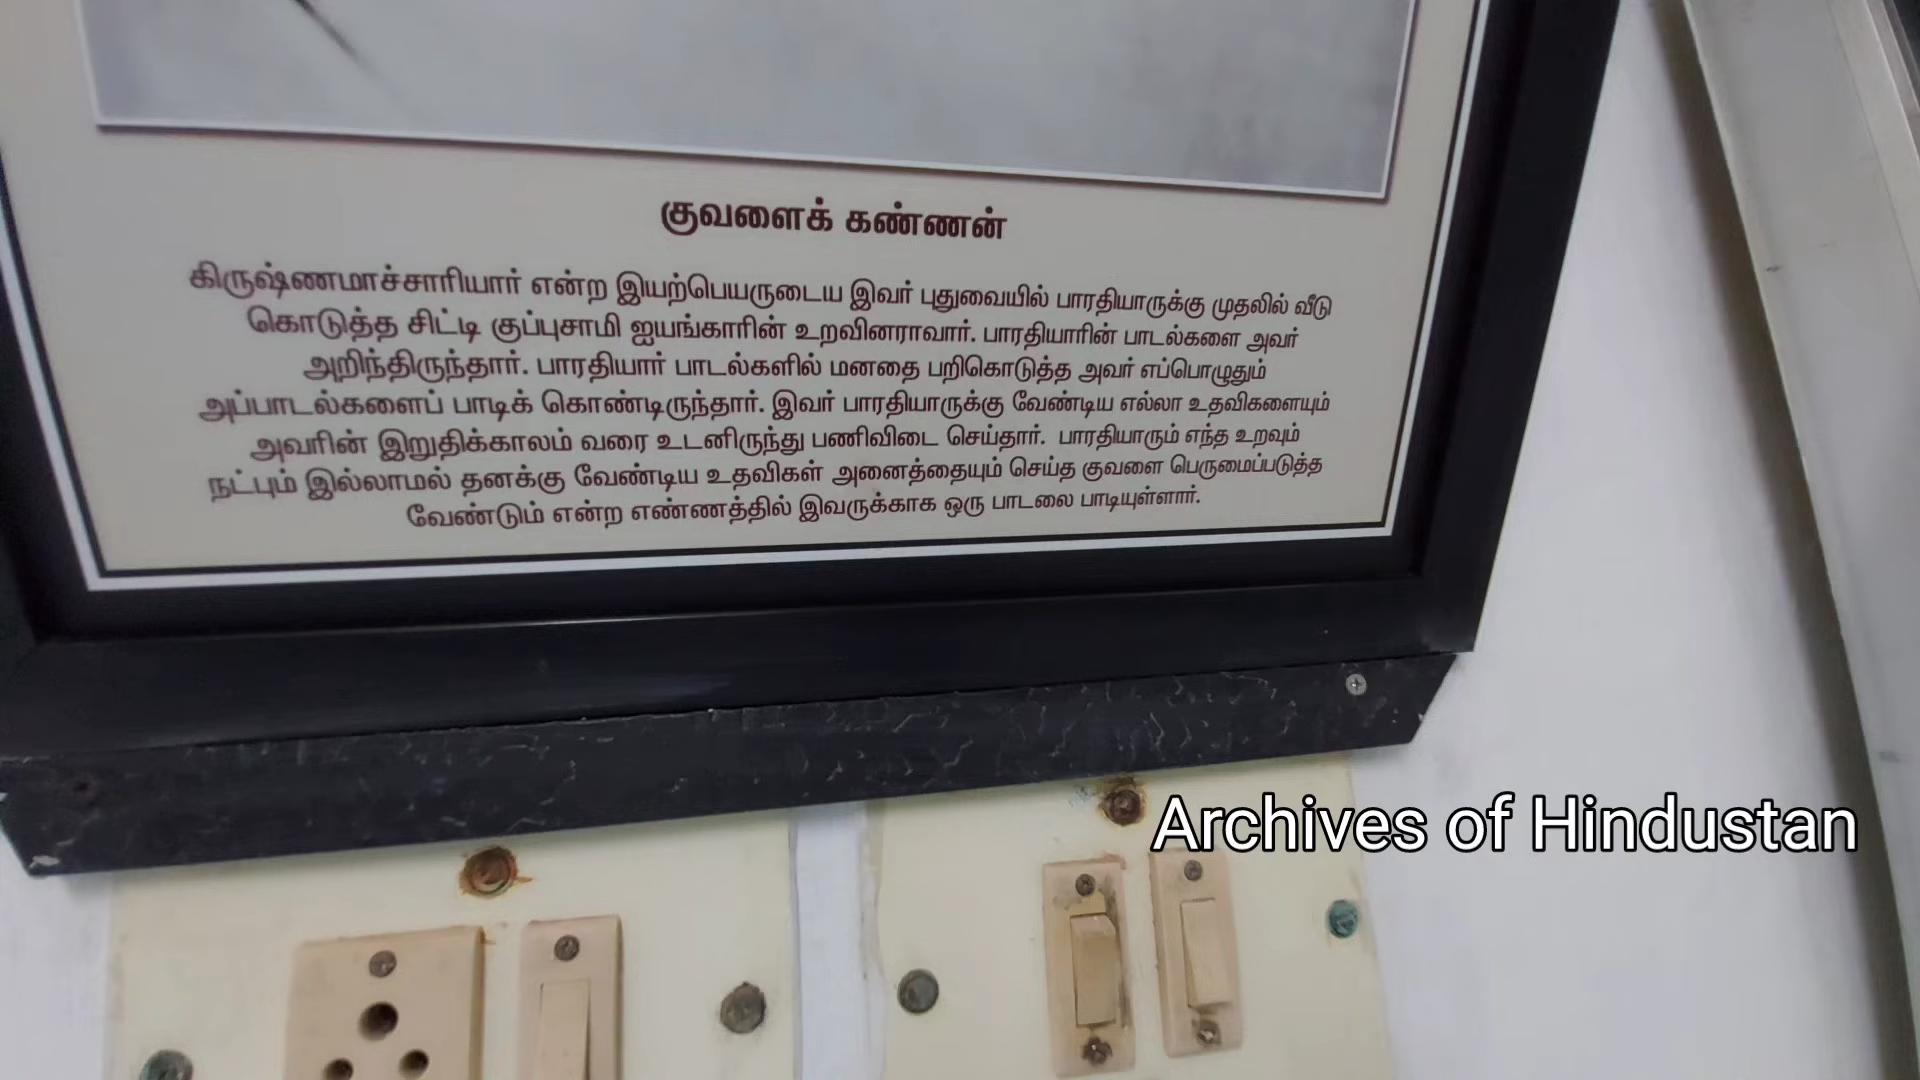 குவளைக் கண்ணன்
கிருஷ்ணமாச்சாரியார் என்ற இயற்பெயருடைய இவர் புதுவையில் பாரதியாருக்கு முதலில் வீடு
கொடுத்த சிட்டி குப்புசாமி ஐயங்காரின் உறவினராவார். பாரதியாரின் பாடல்களை அவர்
அறிந்திருந்தார். பாரதியார் பாடல்களில் மனதை பறிகொடுத்த அவர் எப்பொழுதும்
அப்பாடல்களைப் பாடிக் கொண்டிருந்தார். இவர் பாரதியாருக்கு வேண்டிய எல்லா உதவிகளையும்
அவரின் இறுதிக்காலம் வரை உடனிருந்து பணிவிடை செய்தார். பாரதியாரும் எந்த உறவும்
நட்பும் இல்லாமல் தனக்கு வேண்டிய உதவிகள் அனைத்தையும் செய்த குவளை பெருமைப்படுத்த
வேண்டும் என்ற எண்ணத்தில் இவருக்காக ஒரு பாடலை பாடியுள்ளார்.
Archives of Hindustan